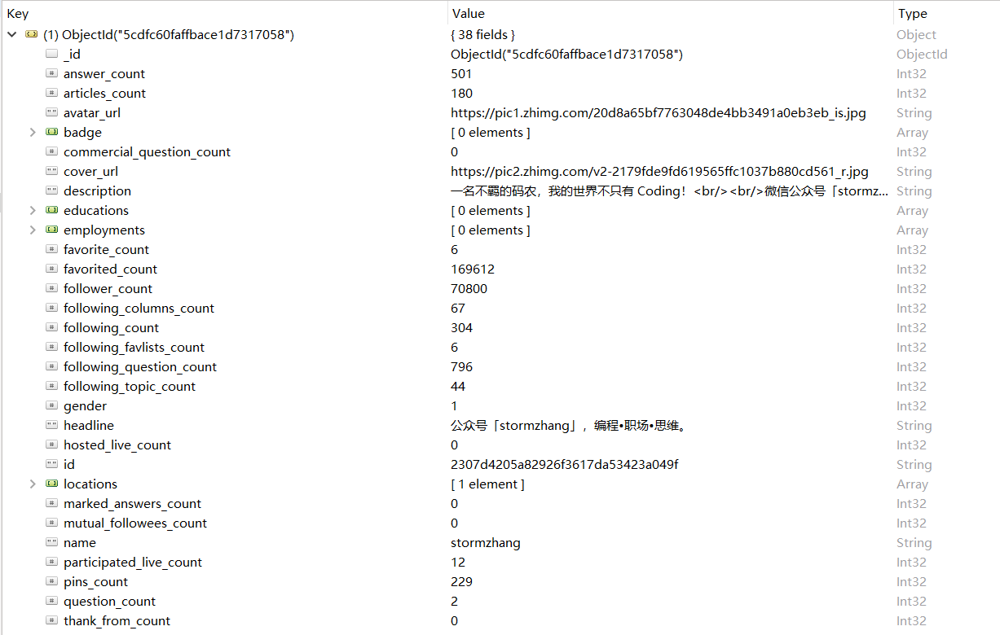 Key Value Type
(1) ObjectId("5cdfc60faffbace1d7317058") { 38 fields } Object
_id ObjectId("5cdfc60faffbace1d7317058") ObjectId
answer_count 501 Int32
articles_count 180 Int32
avatar_url https://pic1.zhimg.com/20d8a65bf7763048de4bb3491a0eb3eb_is.jpg String
badge [ 0 elements ] Array
commercial_question_count 0 Int32
cover_url https://pic2.zhimg.com/v2-2179fde9fd619565ffc1037b880cd561_r.jpg String
description 一名不羁的码农，我的世界不只有 Coding！<br/><br/>微信公众号「stormz... String
educations [ 0 elements ] Array
employments [ 0 elements ] Array
favorite_count 6 Int32
favorited_count 169612 Int32
follower_count 70800 Int32
following_columns_count 67 Int32
following_count 304 Int32
following_favlists_count 6 Int32
following_question_count 796 Int32
following_topic_count 44 Int32
gender 1 Int32
headline 公众号「stormzhang」，编程•职场•思维。 String
hosted_live_count 0 Int32
id 2307d4205a82926f3617da53423a049f String
locations [ 1 element ] Array
marked_answers_count 0 Int32
mutual_followees_count 0 Int32
name stormzhang String
participated_live_count 12 Int32
pins_count 229 Int32
question_count 2 Int32
thank_from_count 0 Int32